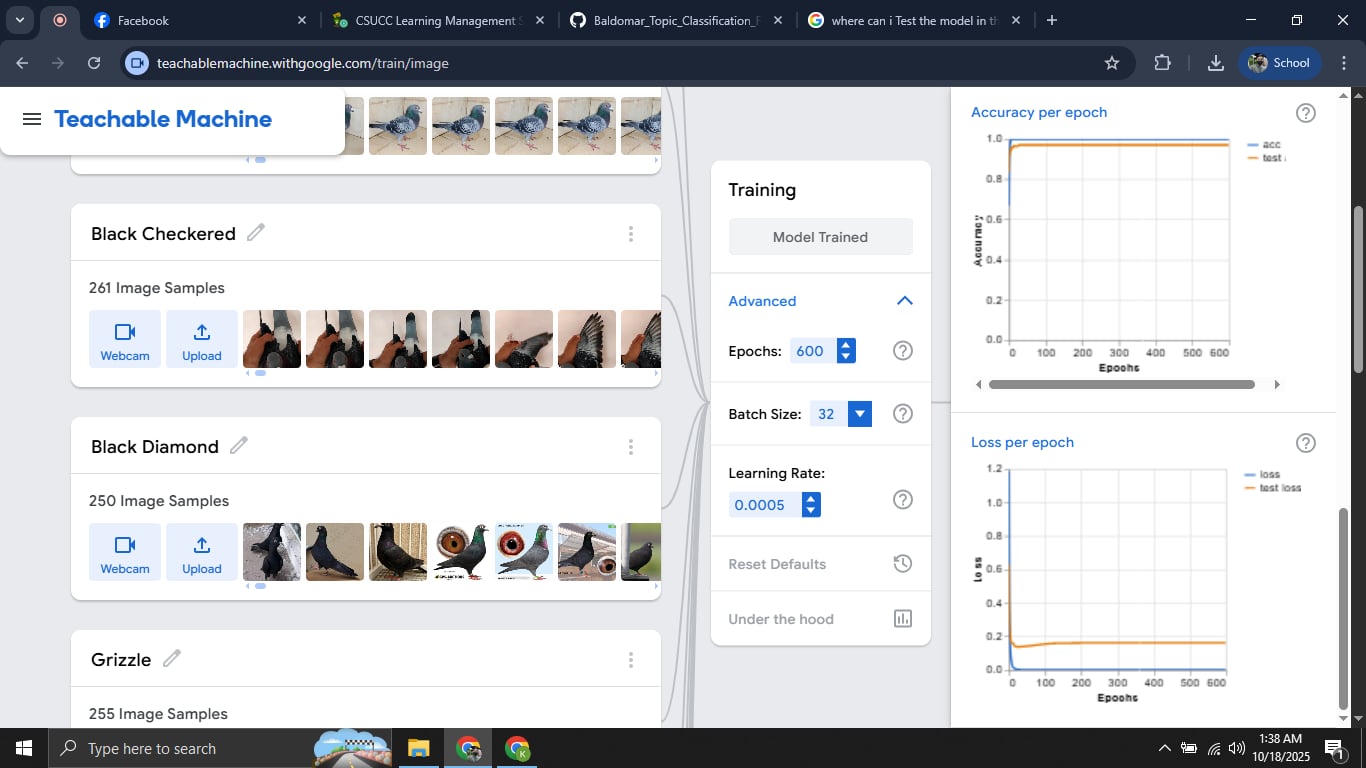 Facebook
CSUCC Learning Management S
Baldomar_Topic_Classification_F
where can i Test the model in th
teachablemachine.withgoogle.com/train/image
School
Teachable Machine
Black Checkered
261 Image Samples
Webcam
Upload
Black Diamond
250 Image Samples
Webcam
Upload
Grizzle
255 Image Samples
Training
Model Trained
Advanced
Epochs: 600
Batch Size: 32
Learning Rate:
0.0005
Reset Defaults
Under the hood
Accuracy per epoch
1.0
0.8
0.6
0.4
0.2
0.0
Accuracy
0 100 200 300 400 500 600
Epochs
acc
test
Loss per epoch
1.2
1.0
0.8
0.6
0.4
0.2
0.0
Loss
0 100 200 300 400 500 600
Epochs
loss
test loss
Type here to search
1:38 AM
10/18/2025
1